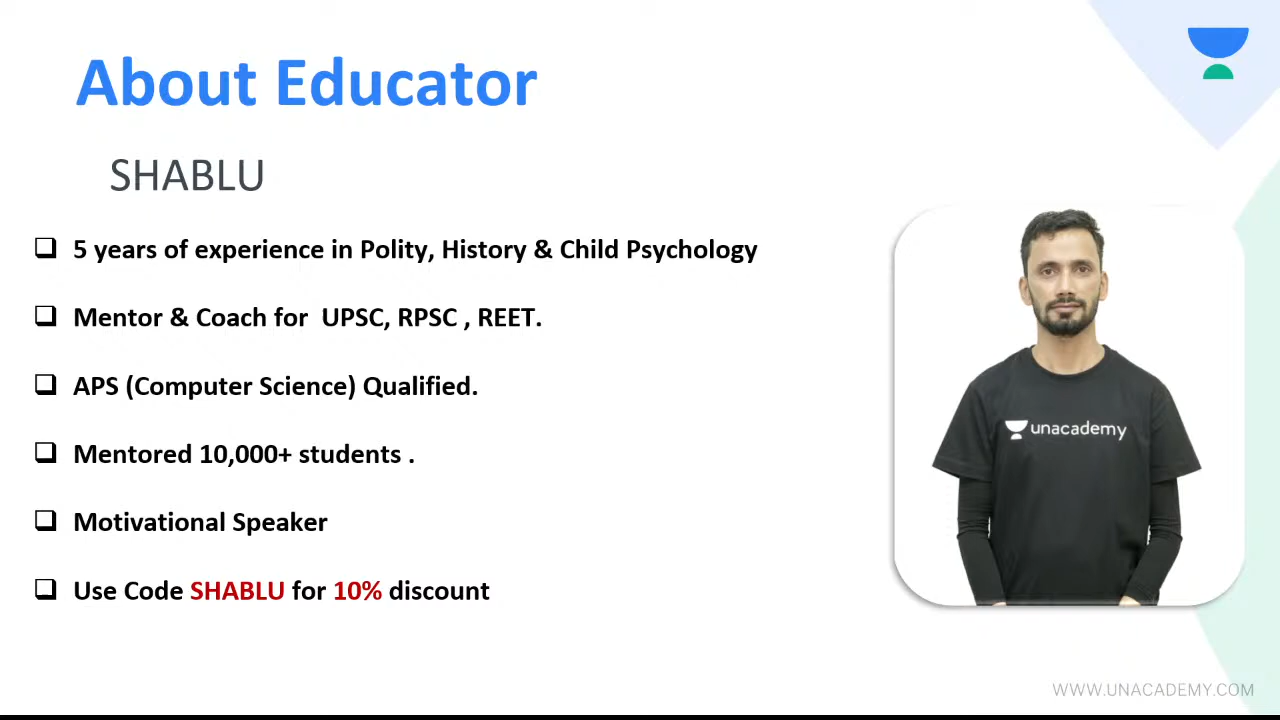 About Educator
SHABLU
5 years of experience in Polity, History & Child Psychology
Mentor & Coach for  UPSC, RPSC , REET.
APS (Computer Science) Qualified.
Mentored 10,000+ students .
Motivational Speaker
Use Code SHABLU for 10% discount
unacademy
WWW.UNACADEMY.COM